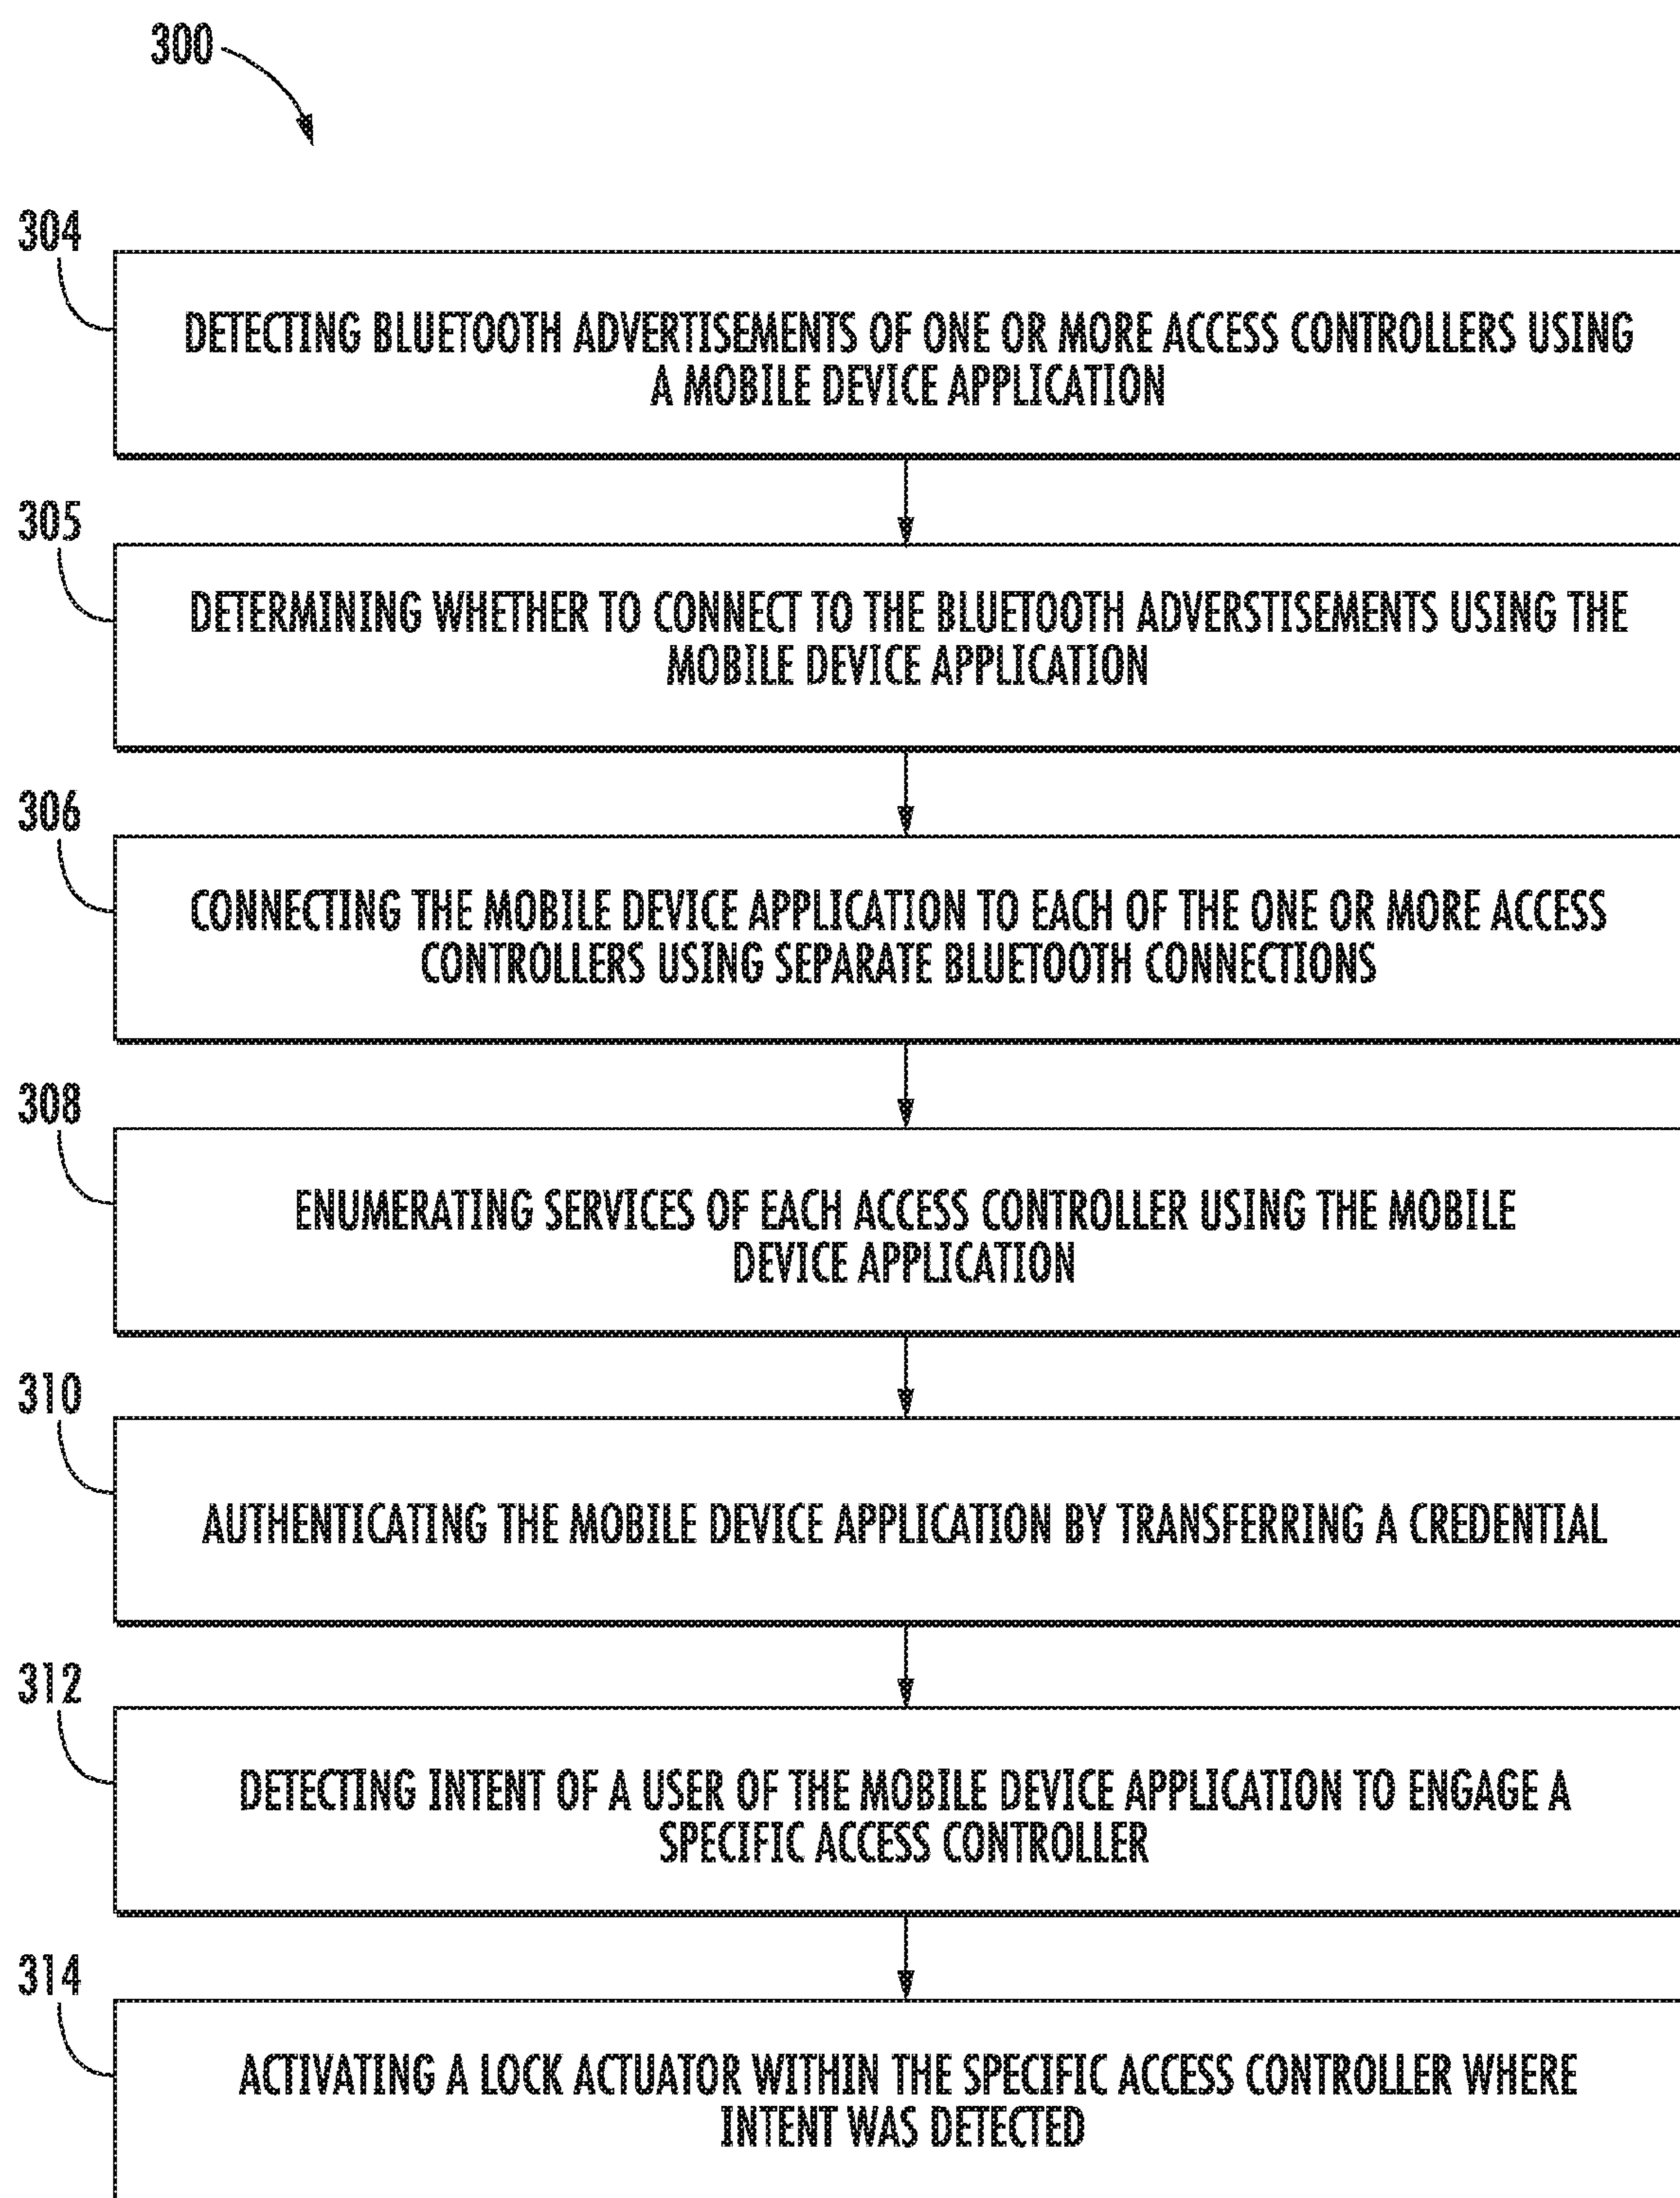 300
304
DETECTING BLUETOOTH ADVERTISEMENTS OF ONE OR MORE ACCESS CONTROLLERS USING
A MOBILE DEVICE APPLICATION
305
DETERMINING WHETHER TO CONNECT TO THE BLUETOOTH ADVERSTISEMENTS USING THE
MOBILE DEVICE APPLICATION
306
CONNECTING THE MOBILE DEVICE APPLICATION TO EACH OF THE ONE OR MORE ACCESS
CONTROLLERS USING SEPARATE BLUETOOTH CONNECTIONS
308
ENUMERATING SERVICES OF EACH ACCESS CONTROLLER USING THE MOBILE
DEVICE APPLICATION
310
AUTHENTICATING THE MOBILE DEVICE APPLICATION BY TRANSFERRING A CREDENTIAL
312
DETECTING INTENT OF A USER OF THE MOBILE DEVICE APPLICATION TO ENGAGE A
SPECIFIC ACCESS CONTROLLER
314
ACTIVATING A LOCK ACTUATOR WITHIN THE SPECIFIC ACCESS CONTROLLER WHERE
INTENT WAS DETECTED